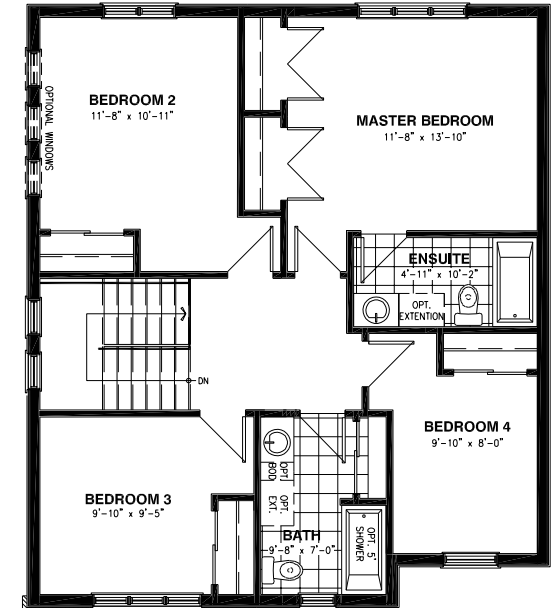 BEDROOM 2
11'-8" x 10'-11"
OPTIONAL WINDOWS
MASTER BEDROOM
11'-8" x 13'-10"
ENSUITE
4'-11" x 10'-2"
OPT.
EXTENTION
DN
BEDROOM 4
9'-10" x 8'-0"
BEDROOM 3
9'-10" x 9'-5"
OPT.
BOD
OPT.
EXT.
BATH
9'-8" x 7'-0"
OPT. 5'
SHOWER